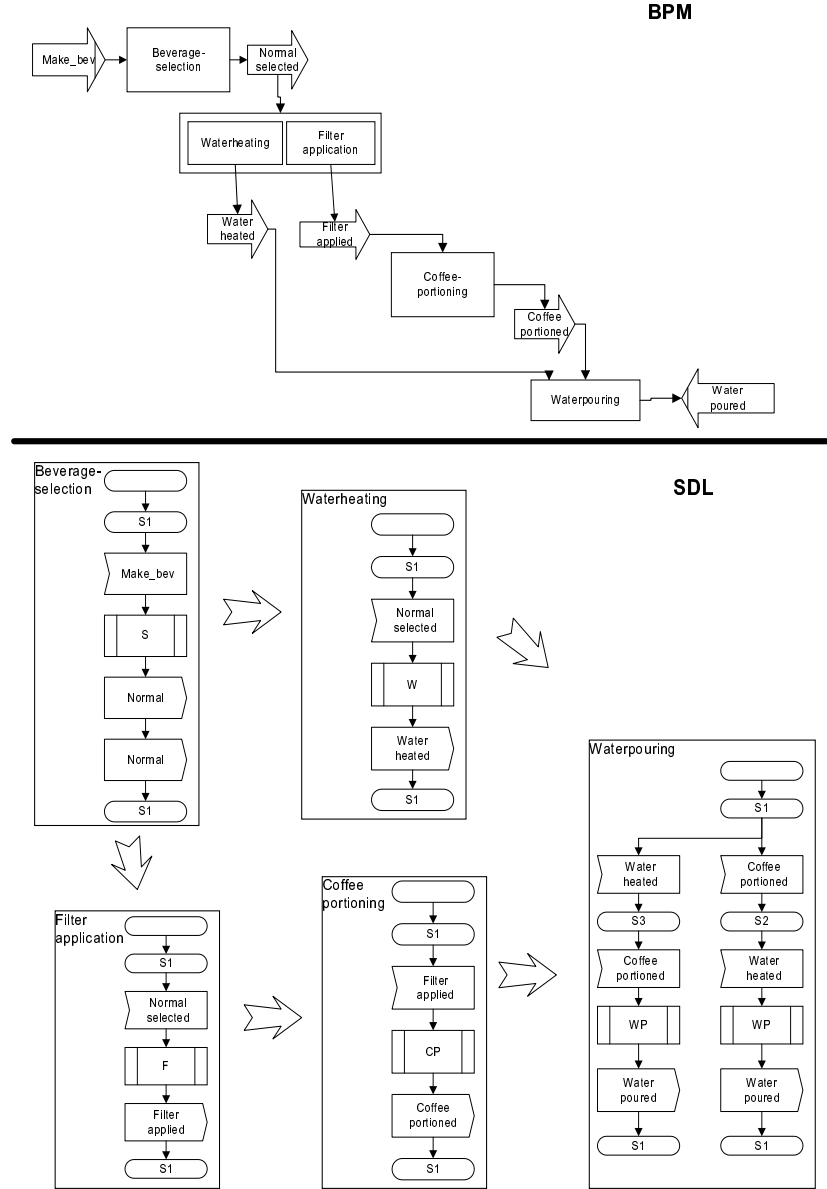 BPM
Make_bev
Beverage-
selection
Normal
selected
Waterheating
Filter
application
Water
heated
Filter
applied
Coffee-
portioning
Coffee
portioned
Waterpouring
Water
poured
SDL
Beverage-
selection
S1
Make_bev
S
Normal
Normal
S1
Waterheating
S1
Normal
selected
W
Water
heated
S1
Filter
application
S1
Normal
selected
F
Filter
applied
S1
Coffee
portioning
S1
Filter
applied
CP
Coffee
portioned
S1
Waterpouring
S1
Water
heated
S3
Coffee
portioned
WP
Water
poured
S1
Coffee
portioned
S2
Water
heated
WP
Water
poured
S1